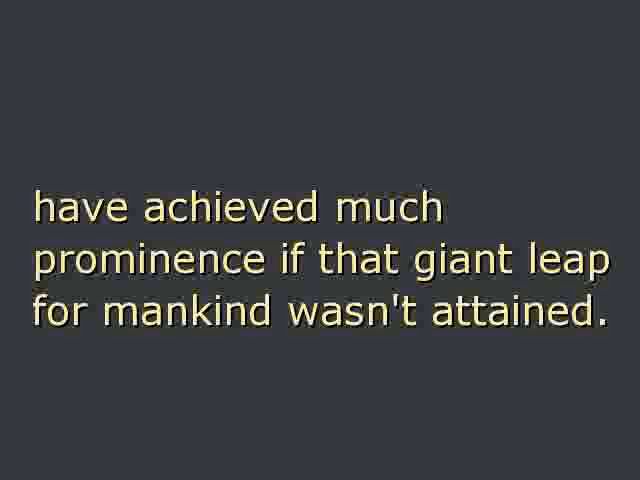 have achieved much
prominence if that giant leap
for mankind wasn't attained.